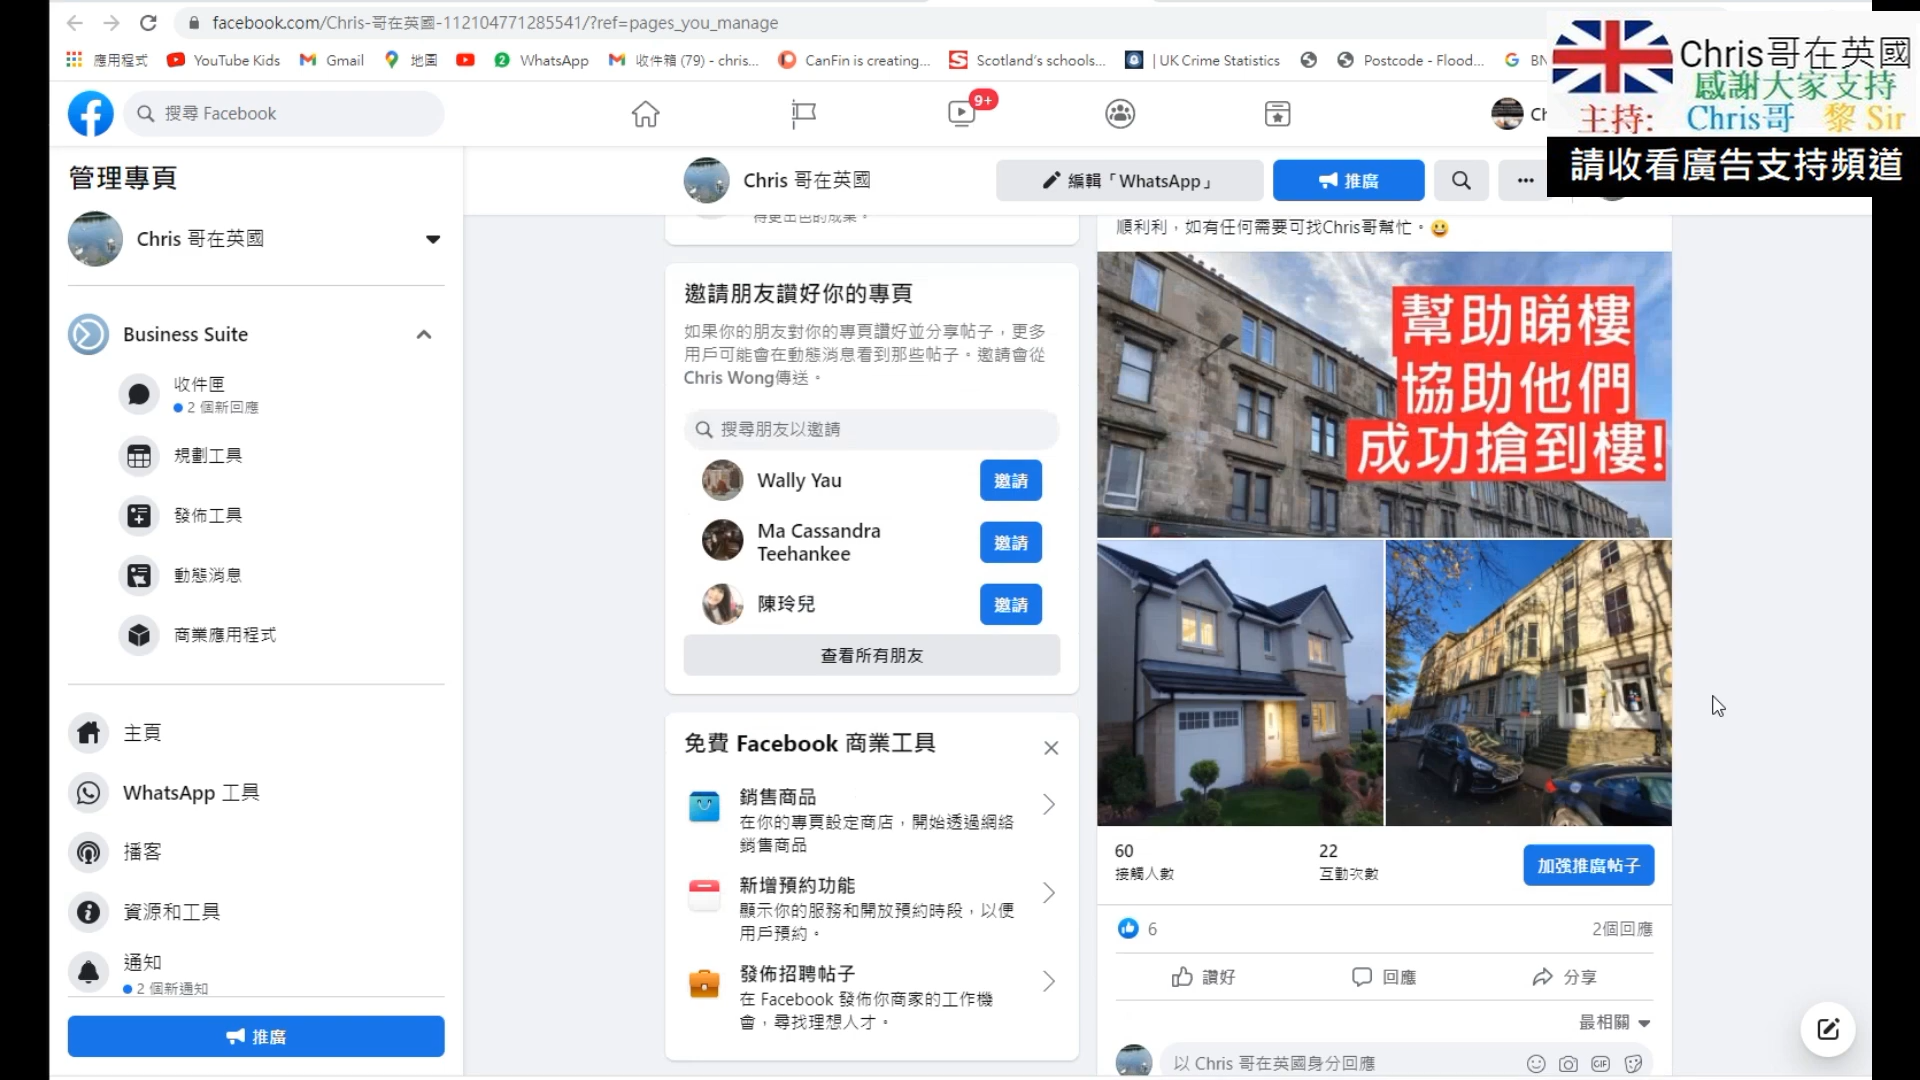 facebook.com/Chris-哥在英國-112104771285541/?ref=pages_you_manage
應用程式 YouTube Kids Gmail 地圖 WhatsApp 收件箱 (79) - chris... CanFin is creating... Scotland's schools... | UK Crime Statistics Postcode - Flood... BN
Chris哥在英國
感謝大家支持
主持: Chris哥 黎 Sir
請收看廣告支持頻道
搜尋 Facebook
9+
Ch
管理專頁
Chris 哥在英國
Business Suite
收件匣
2 個新回應
規劃工具
發佈工具
動態消息
商業應用程式
主頁
WhatsApp 工具
播客
資源和工具
通知
2 個新通知
推廣
Chris 哥在英國
編輯「WhatsApp」
推廣
得更出色的成果。
邀請朋友讚好你的專頁
如果你的朋友對你的專頁讚好並分享帖子，更多
用戶可能會在動態消息看到那些帖子。邀請會從
Chris Wong傳送。
搜尋朋友以邀請
Wally Yau
邀請
Ma Cassandra
Teehankee
邀請
陳玲兒
邀請
查看所有朋友
免費 Facebook 商業工具
銷售商品
在你的專頁設定商店，開始透過網絡
銷售商品
新增預約功能
顯示你的服務和開放預約時段，以便
用戶預約。
發佈招聘帖子
在 Facebook 發佈你商家的工作機
會，尋找理想人才。
順利利，如有任何需要可找Chris哥幫忙。😀
幫助睇樓
協助他們
成功搶到樓!
60
接觸人數
22
互動次數
加強推廣帖子
6
2個回應
讚好
回應
分享
最相關
以 Chris 哥在英國身分回應
GIF